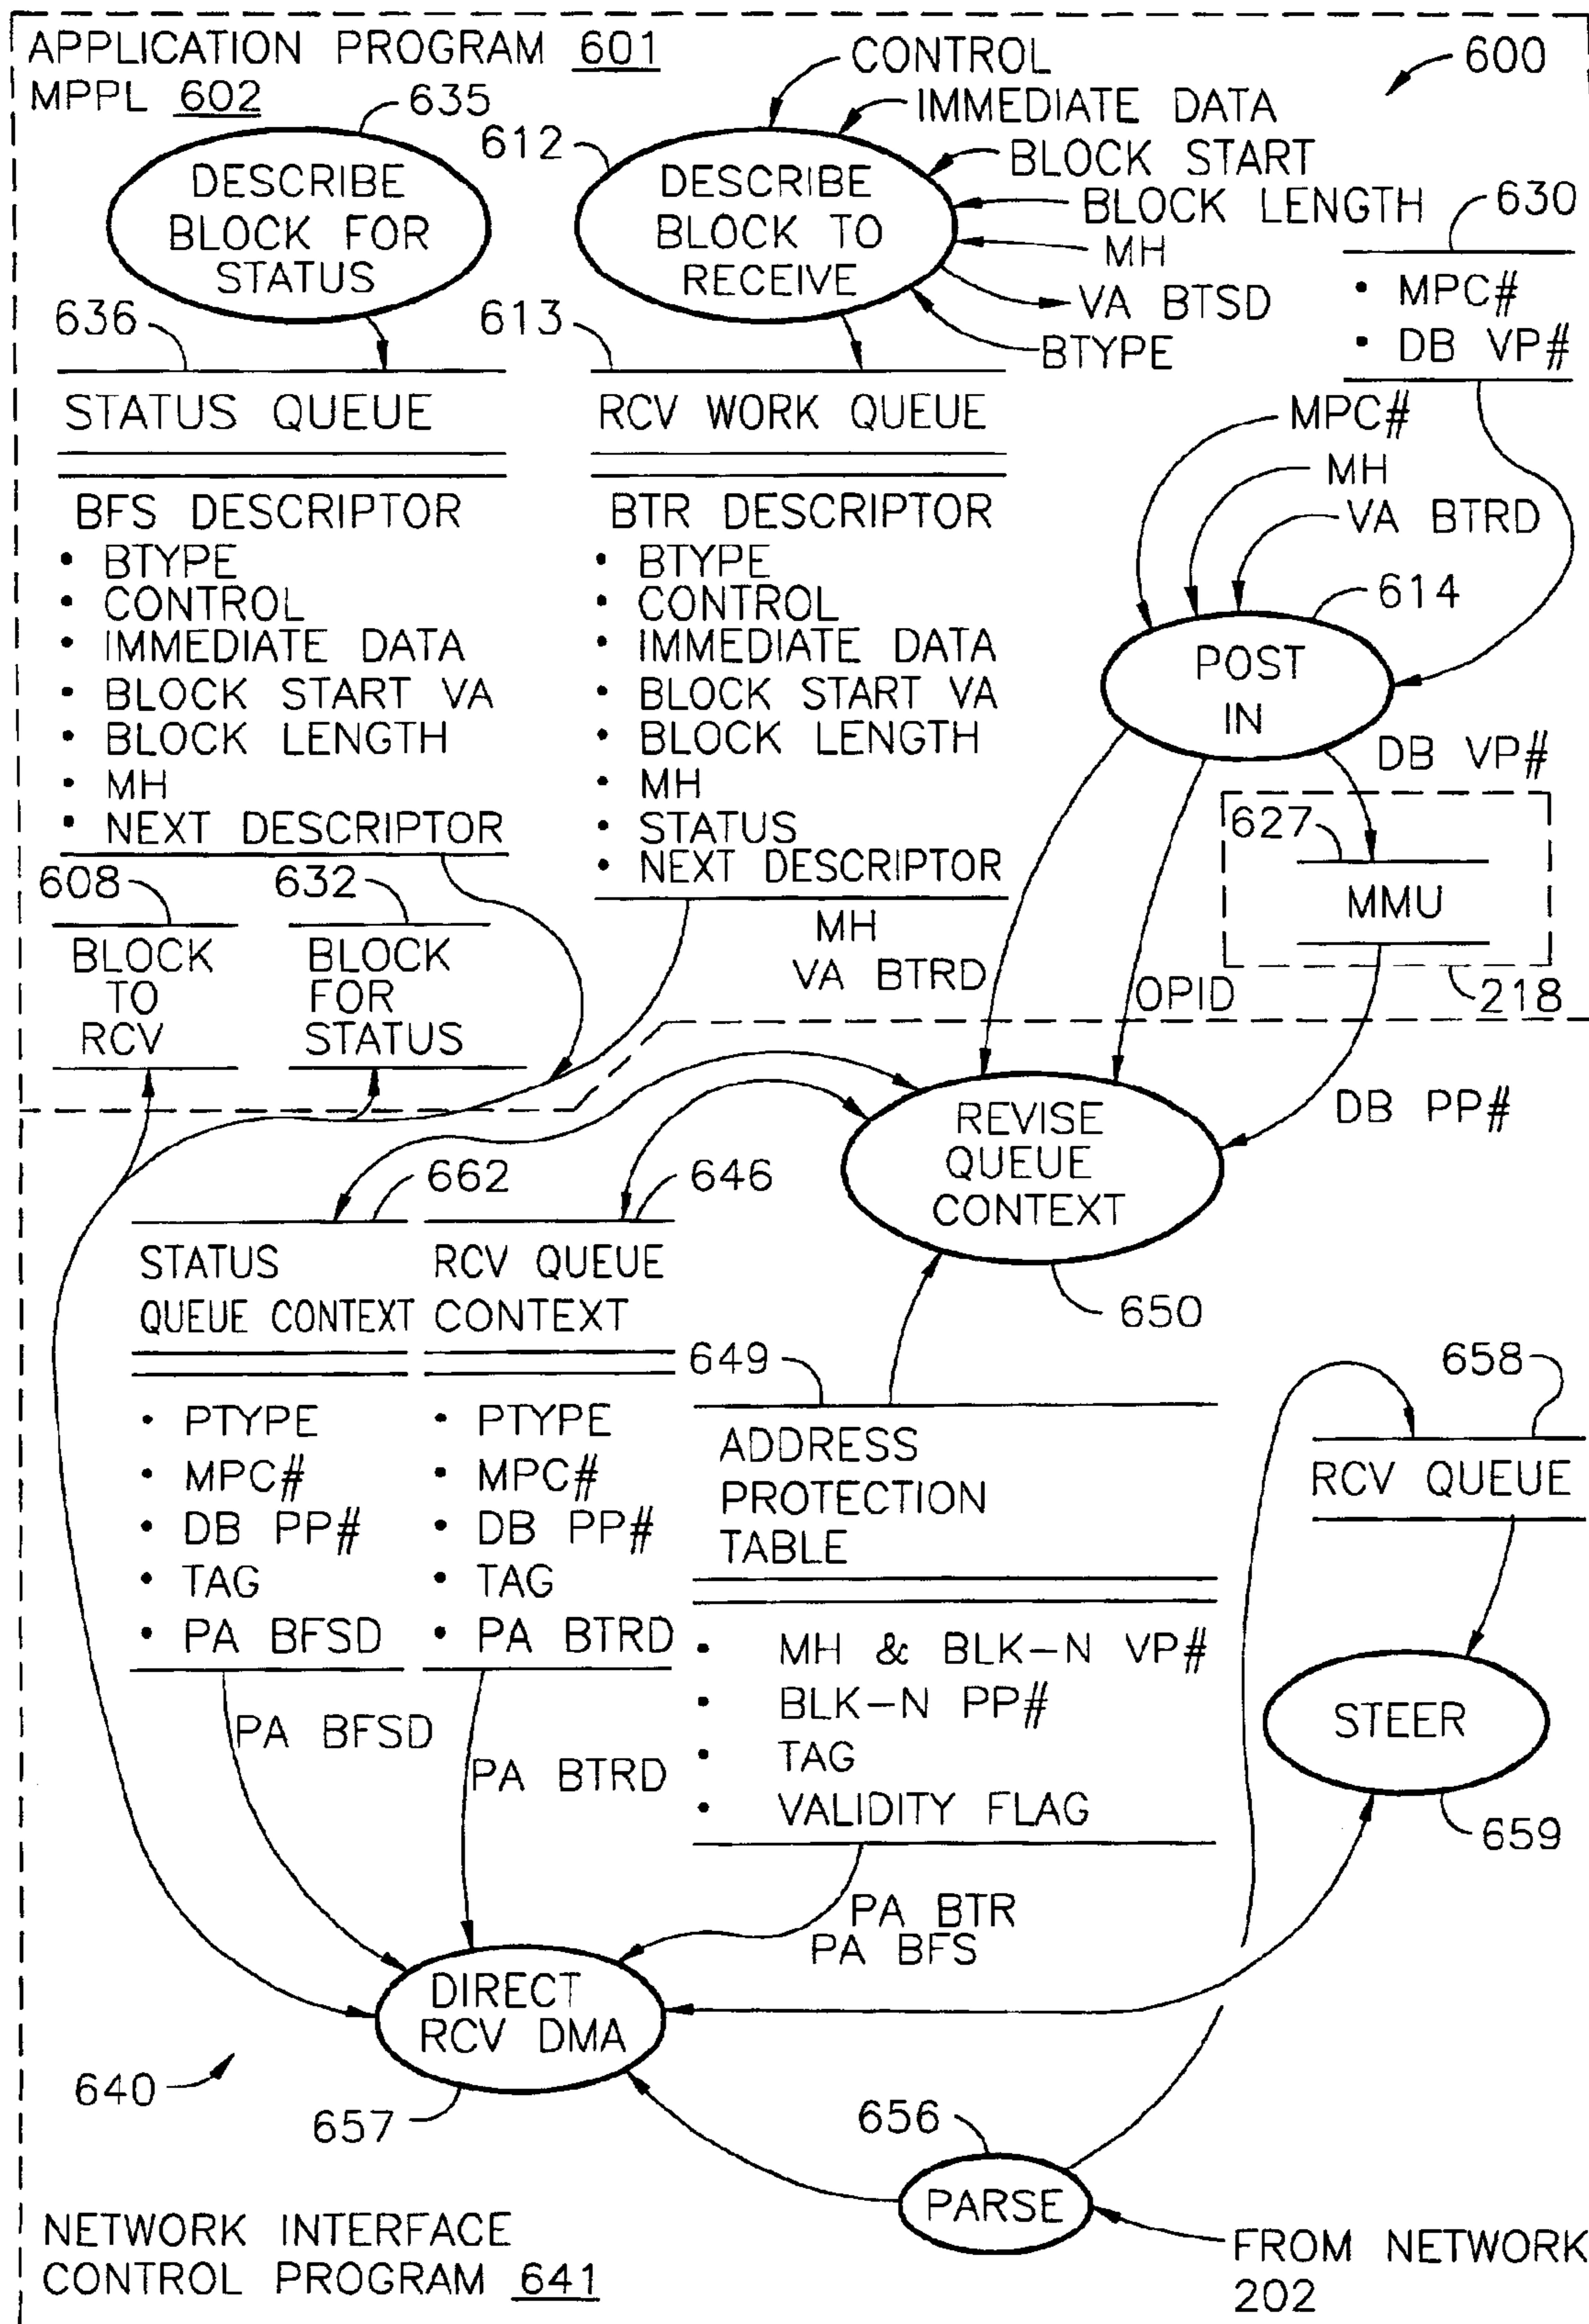 APPLICATION PROGRAM 601
MPPL 602
635
612
CONTROL
IMMEDIATE DATA
BLOCK START
BLOCK LENGTH
MH
VA BTSD
BTYPE
600
630
• MPC#
• DB VP#
DESCRIBE
BLOCK FOR
STATUS
DESCRIBE
BLOCK TO
RECEIVE
636
613
STATUS QUEUE
BFS DESCRIPTOR
• BTYPE
• CONTROL
• IMMEDIATE DATA
• BLOCK START VA
• BLOCK LENGTH
• MH
• NEXT DESCRIPTOR
RCV WORK QUEUE
BTR DESCRIPTOR
• BTYPE
• CONTROL
• IMMEDIATE DATA
• BLOCK START VA
• BLOCK LENGTH
• MH
• STATUS
• NEXT DESCRIPTOR
MPC#
MH
VA BTRD
614
POST
IN
DB VP#
627
MMU
218
608
BLOCK
TO
RCV
632
BLOCK
FOR
STATUS
MH
VA BTRD
OPID
DB PP#
REVISE
QUEUE
CONTEXT
650
662
646
STATUS
QUEUE CONTEXT
• PTYPE
• MPC#
• DB PP#
• TAG
• PA BFSD
RCV QUEUE
CONTEXT
• PTYPE
• MPC#
• DB PP#
• TAG
• PA BTRD
649
ADDRESS
PROTECTION
TABLE
• MH & BLK-N VP#
• BLK-N PP#
• TAG
• VALIDITY FLAG
658
RCV QUEUE
STEER
659
PA BFSD
PA BTRD
PA BTR
PA BFS
DIRECT
RCV DMA
640
657
656
PARSE
FROM NETWORK
202
NETWORK INTERFACE
CONTROL PROGRAM 641